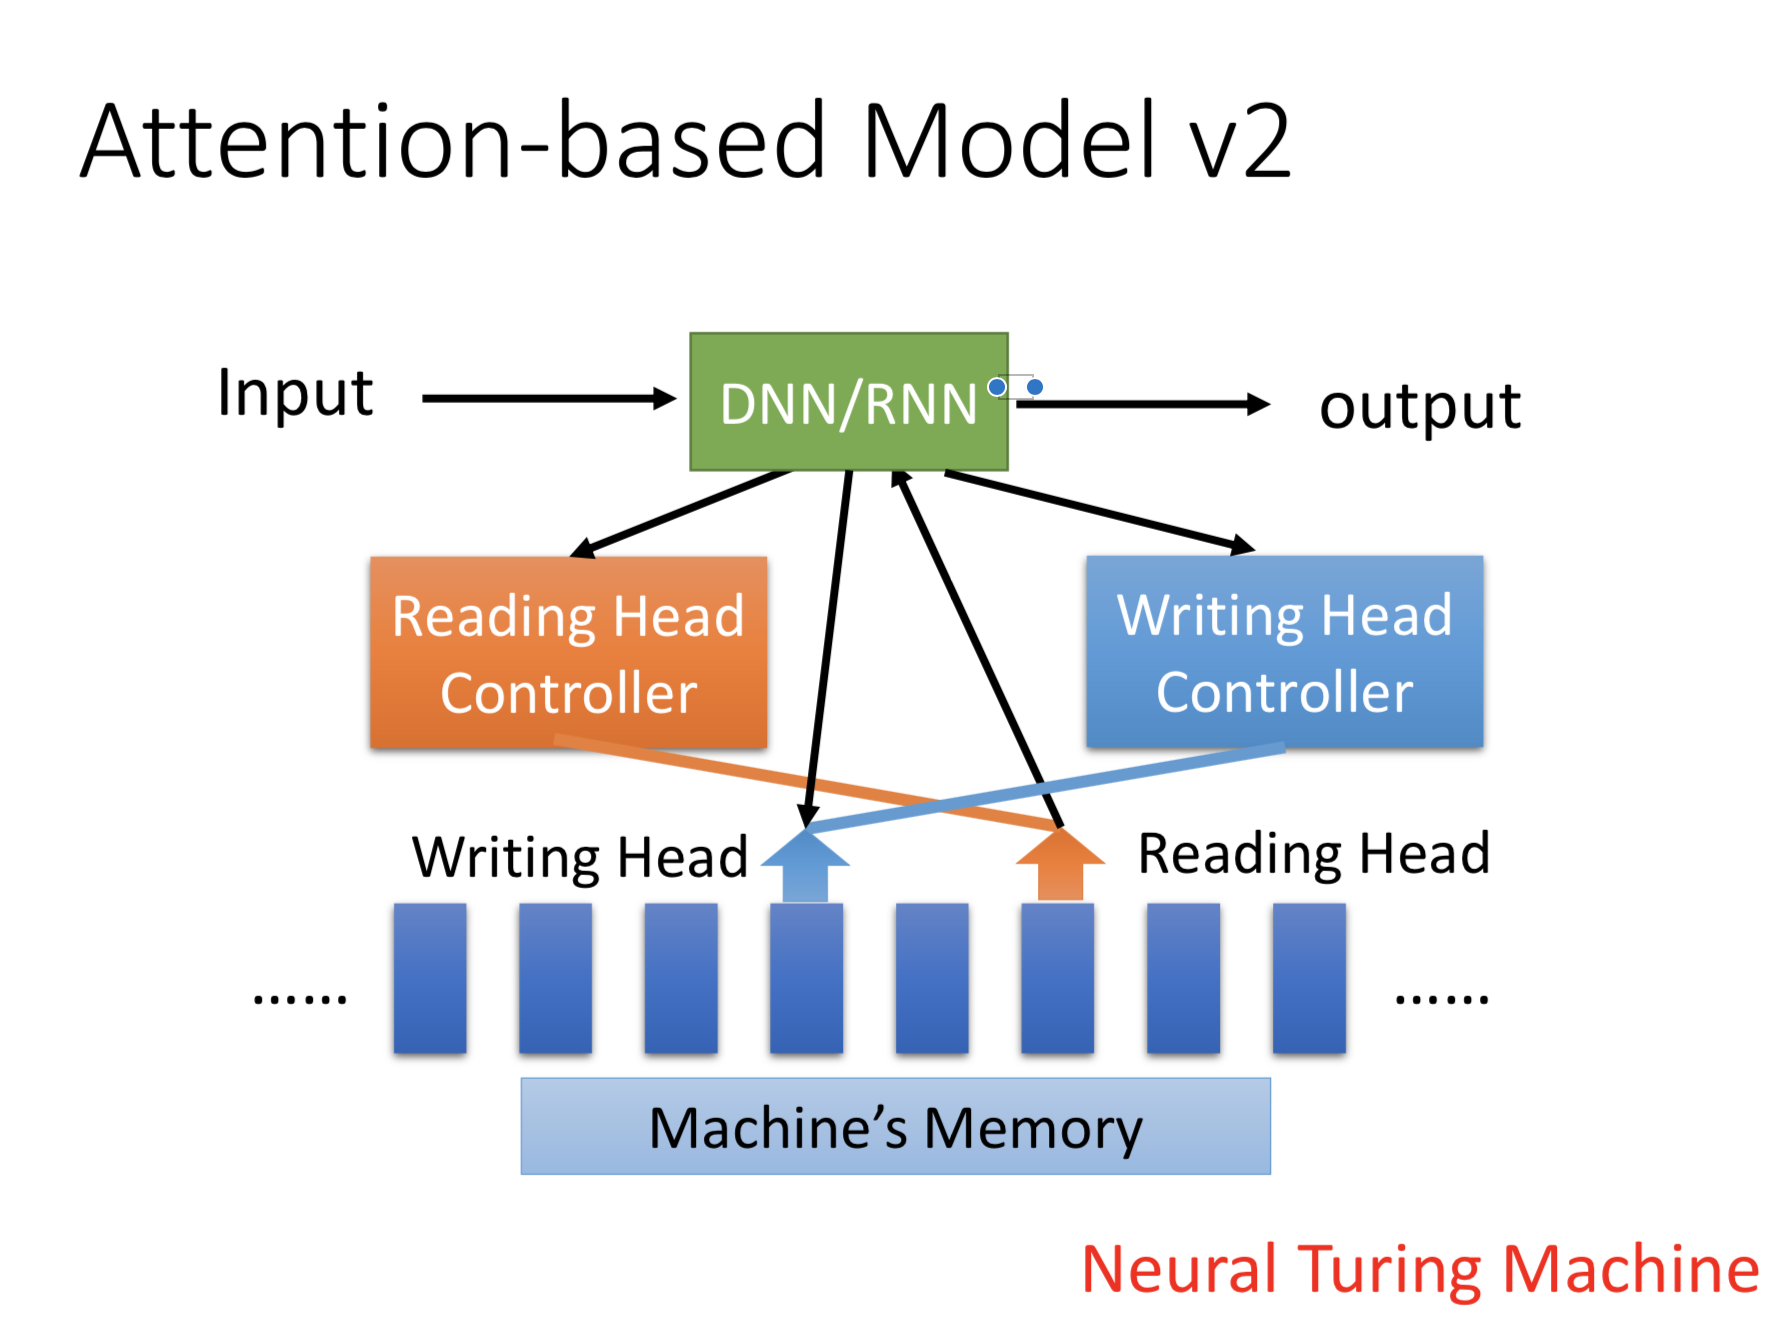 Attention-based Model v2
Input
DNN/RNN
output
Reading Head
Controller
Writing Head
Controller
Writing Head
Reading Head
……
……
Machine’s Memory
Neural Turing Machine